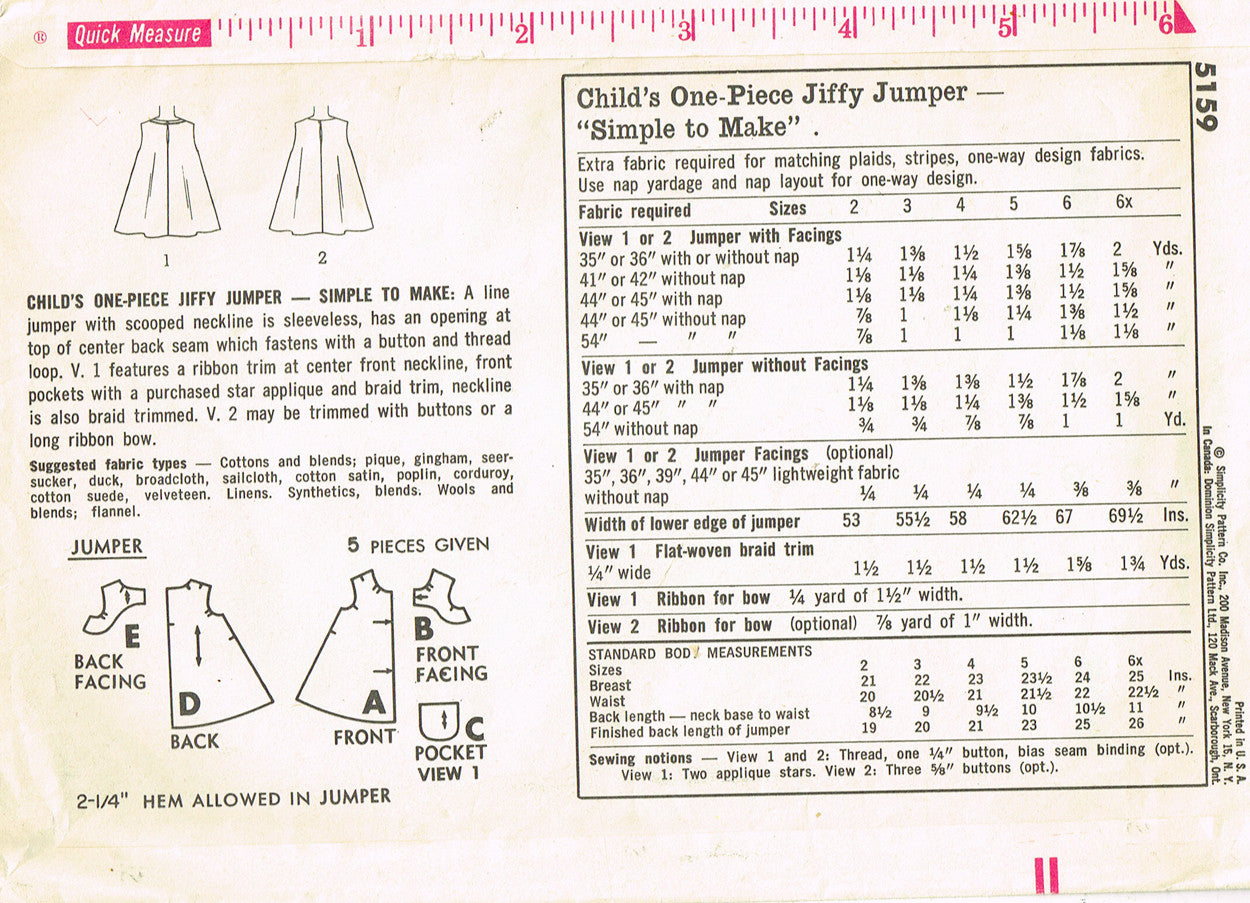 ® Quick Measure 1 2 3 4 5 6
5159
1 2
CHILD'S ONE-PIECE JIFFY JUMPER — SIMPLE TO MAKE: A line
jumper with scooped neckline is sleeveless, has an opening at
top of center back seam which fastens with a button and thread
loop. V. 1 features a ribbon trim at center front neckline, front
pockets with a purchased star applique and braid trim, neckline
is also braid trimmed. V. 2 may be trimmed with buttons or a
long ribbon bow.
Suggested fabric types — Cottons and blends; pique, gingham, seer-
sucker, duck, broadcloth, sailcloth, cotton satin, poplin, corduroy,
cotton suede, velveteen. Linens. Synthetics, blends. Wools and
blends; flannel.
JUMPER 5 PIECES GIVEN
E
BACK
FACING
D
BACK
A
FRONT
B
FRONT
FACING
C
POCKET
VIEW 1
2-1/4" HEM ALLOWED IN JUMPER
Child's One-Piece Jiffy Jumper —
"Simple to Make" .
Extra fabric required for matching plaids, stripes, one-way design fabrics.
Use nap yardage and nap layout for one-way design.
Fabric required Sizes 2 3 4 5 6 6x
View 1 or 2 Jumper with Facings
35" or 36" with or without nap 1¼ 1⅜ 1½ 1⅝ 1⅞ 2 Yds.
41" or 42" without nap 1⅛ 1⅛ 1¼ 1⅜ 1½ 1⅝ "
44" or 45" with nap 1⅛ 1⅛ 1¼ 1⅜ 1½ 1⅝ "
44" or 45" without nap ⅞ 1 1⅛ 1¼ 1⅜ 1½ "
54" — " " ⅞ 1 1 1 1⅛ 1⅛ "
View 1 or 2 Jumper without Facings
35" or 36" with nap 1¼ 1⅜ 1⅜ 1½ 1⅞ 2 "
44" or 45" " " 1⅛ 1⅛ 1¼ 1⅜ 1½ 1⅝ "
54" without nap ¾ ¾ ⅞ ⅞ 1 1 Yd.
View 1 or 2 Jumper Facings (optional)
35", 36", 39", 44" or 45" lightweight fabric
without nap ¼ ¼ ¼ ¼ ⅜ ⅜ "
Width of lower edge of jumper 53 55½ 58 62½ 67 69½ Ins.
View 1 Flat-woven braid trim
¼" wide 1½ 1½ 1½ 1½ 1⅝ 1¾ Yds.
View 1 Ribbon for bow ¼ yard of 1½" width.
View 2 Ribbon for bow (optional) ⅞ yard of 1" width.
STANDARD BODY MEASUREMENTS
Sizes 2 3 4 5 6 6x
Breast 21 22 23 23½ 24 25 Ins.
Waist 20 20½ 21 21½ 22 22½ "
Back length — neck base to waist 8½ 9 9½ 10 10½ 11 "
Finished back length of jumper 19 20 21 23 25 26 "
Sewing notions — View 1 and 2: Thread, one ¼" button, bias seam binding (opt.).
View 1: Two applique stars. View 2: Three ⅝" buttons (opt.).
Printed in U. S. A.
© Simplicity Pattern Co. Inc., 200 Madison Avenue, New York 16, N. Y.
In Canada: Dominion Simplicity Pattern Ltd., 120 Mack Ave., Scarborough, Ont.